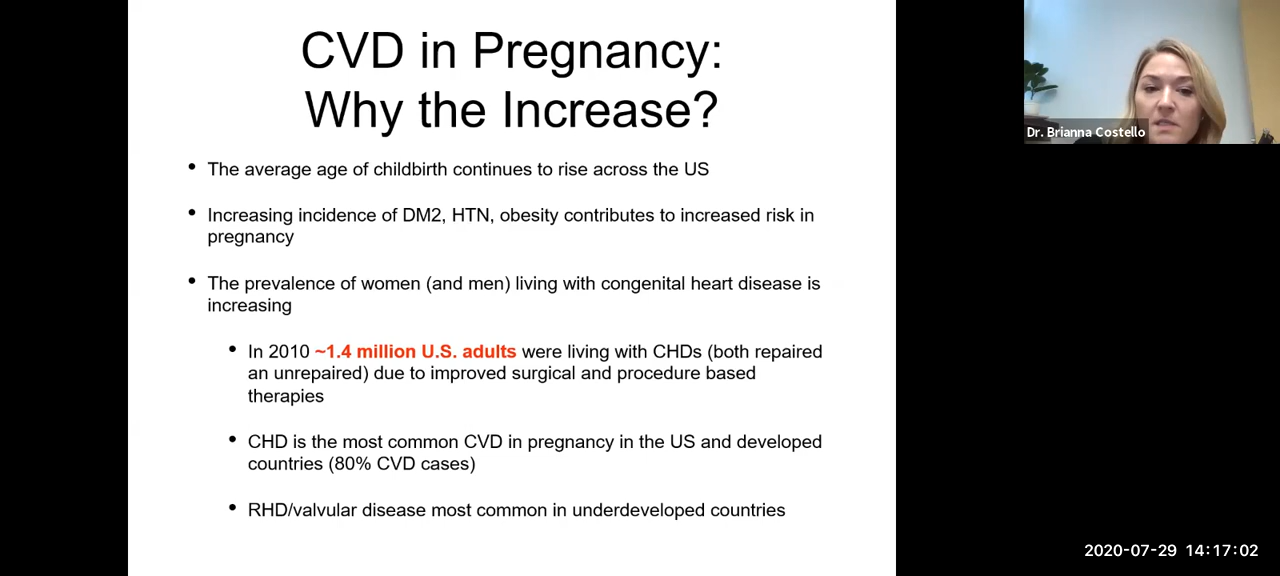 CVD in Pregnancy:
Why the Increase?
• The average age of childbirth continues to rise across the US
• Increasing incidence of DM2, HTN, obesity contributes to increased risk in
pregnancy
• The prevalence of women (and men) living with congenital heart disease is
increasing
• In 2010 ~1.4 million U.S. adults were living with CHDs (both repaired
an unrepaired) due to improved surgical and procedure based
therapies
• CHD is the most common CVD in pregnancy in the US and developed
countries (80% CVD cases)
• RHD/valvular disease most common in underdeveloped countries
Dr. Brianna Costello
2020-07-29 14:17:02